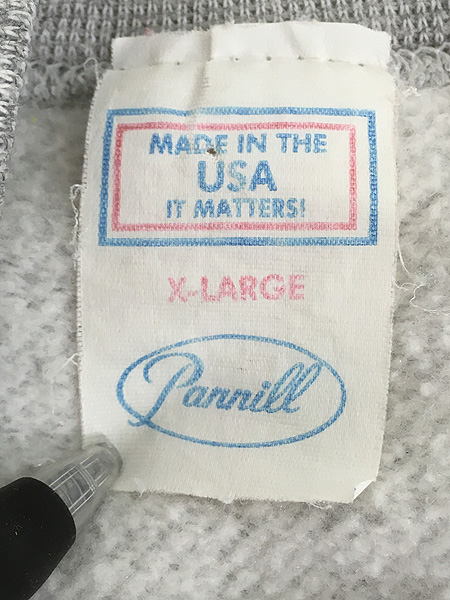 MADE IN THE
USA
IT MATTERS!
X-LARGE
Pannill